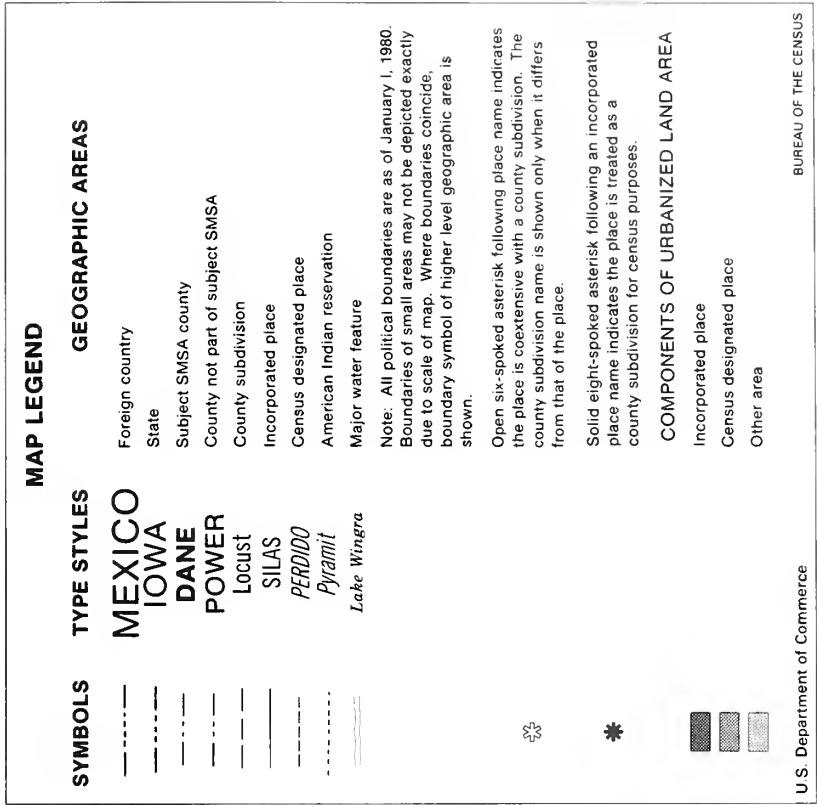 MAP LEGEND
SYMBOLS TYPE STYLES GEOGRAPHIC AREAS
MEXICO Foreign country
IOWA State
DANE Subject SMSA county
POWER County not part of subject SMSA
Locust County subdivision
SILAS Incorporated place
PERDIDO Census designated place
Pyramit American Indian reservation
Lake Wingra Major water feature
Note: All political boundaries are as of January 1, 1980.
Boundaries of small areas may not be depicted exactly
due to scale of map. Where boundaries coincide,
boundary symbol of higher level geographic area is
shown.
Open six-spoked asterisk following place name indicates
the place is coextensive with a county subdivision. The
county subdivision name is shown only when it differs
from that of the place.
Solid eight-spoked asterisk following an incorporated
place name indicates the place is treated as a
county subdivision for census purposes.
COMPONENTS OF URBANIZED LAND AREA
Incorporated place
Census designated place
Other area
U.S. Department of Commerce BUREAU OF THE CENSUS